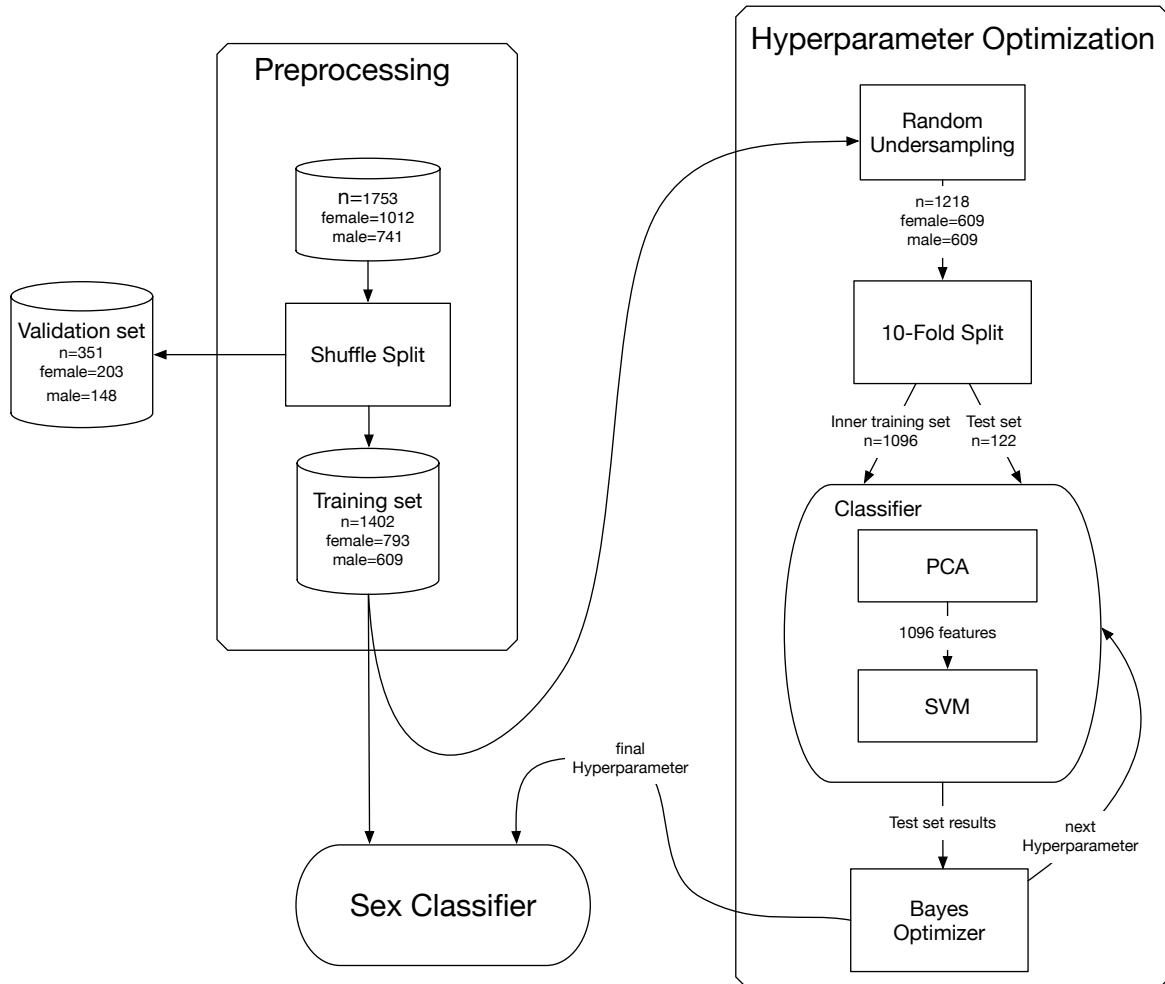 Preprocessing
n=1753
female=1012
male=741
Validation set
n=351
female=203
male=148
Shuffle Split
Training set
n=1402
female=793
male=609
Hyperparameter Optimization
Random
Undersampling
n=1218
female=609
male=609
10-Fold Split
Inner training set
n=1096
Test set
n=122
Classifier
PCA
1096 features
SVM
final
Hyperparameter
Test set results
next
Hyperparameter
Sex Classifier
Bayes
Optimizer